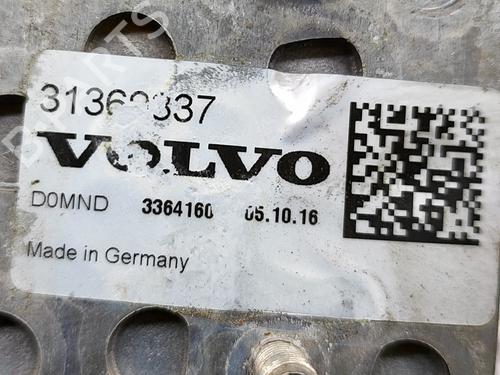 VOLVO
D0MND 3364160 05.10.16
Made in Germany